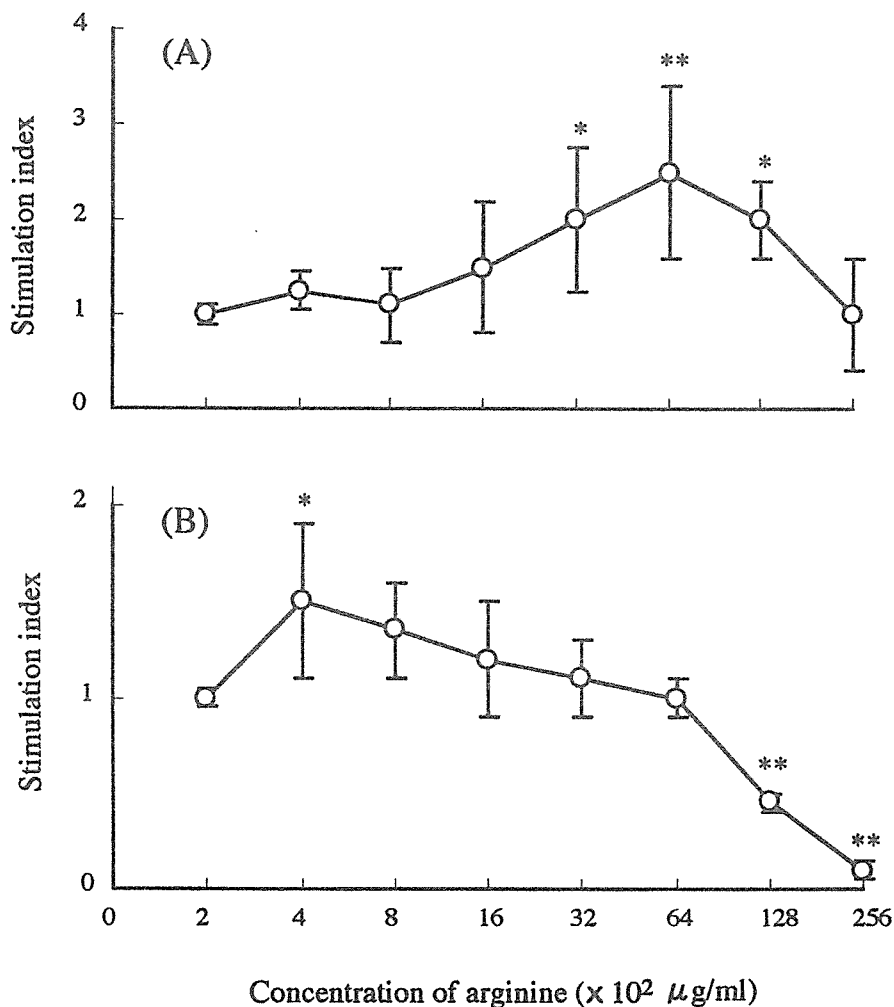 4
(A)
**
*
*
3
2
1
0
Stimulation index
2
(B)
*
1
**
**
0
Stimulation index
0 2 4 8 16 32 64 128 256
Concentration of arginine (x 10² μg/ml)